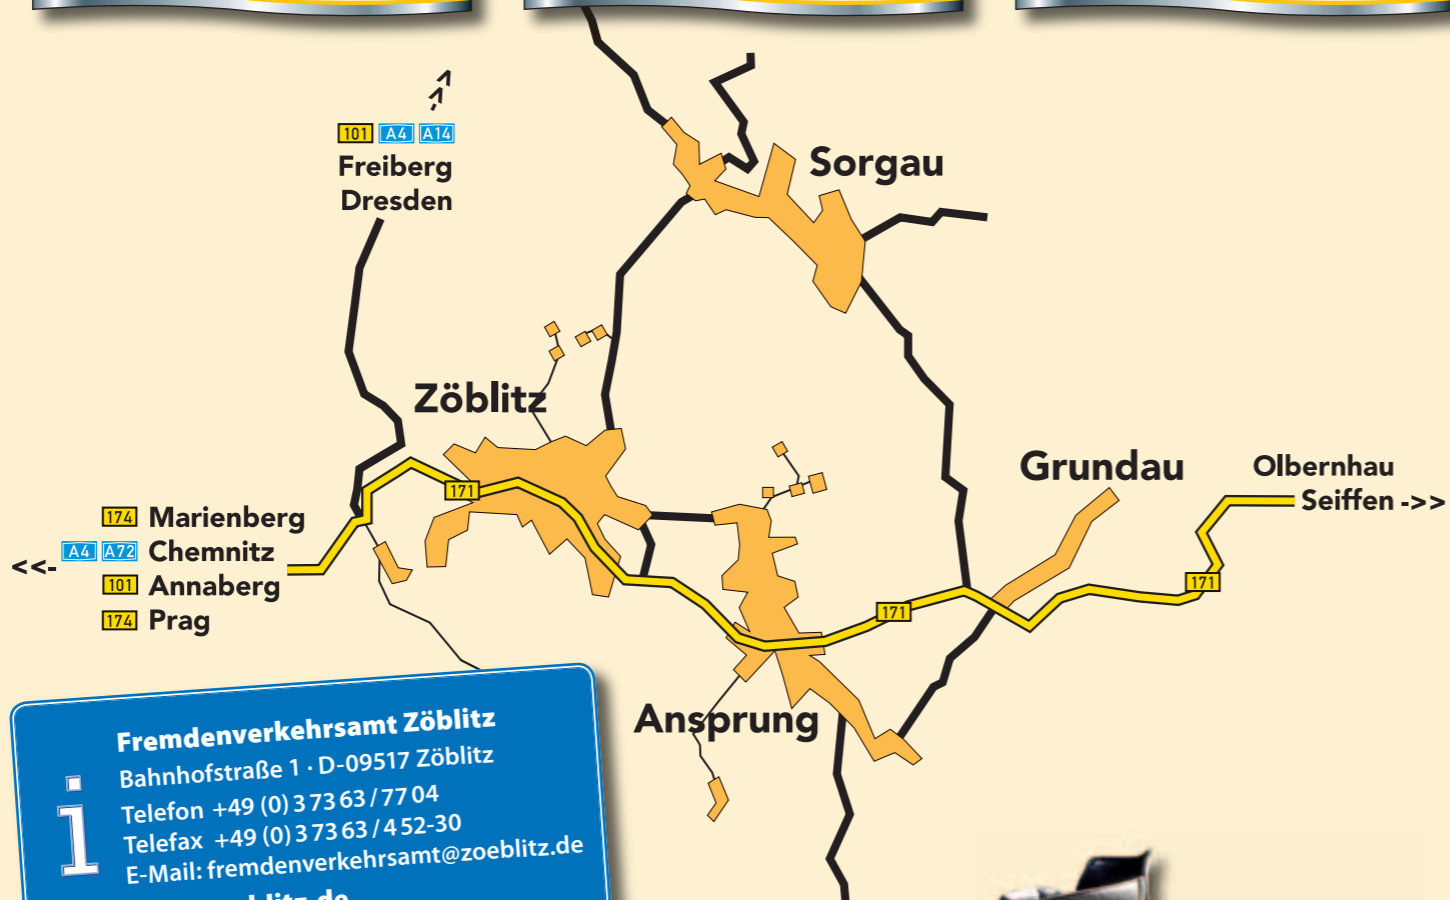 101 A4 A14
Freiberg
Dresden
Sorgau
Zöblitz
171
Grundau
Olbernhau
Seiffen ->>
171
174 Marienberg
<<- A4 A72 Chemnitz
101 Annaberg
174 Prag
171
Ansprung
i
Fremdenverkehrsamt Zöblitz
Bahnhofstraße 1 · D-09517 Zöblitz
Telefon +49 (0) 3 73 63 / 77 04
Telefax +49 (0) 3 73 63 / 4 52-30
E-Mail: fremdenverkehrsamt@zoeblitz.de
blitz.de